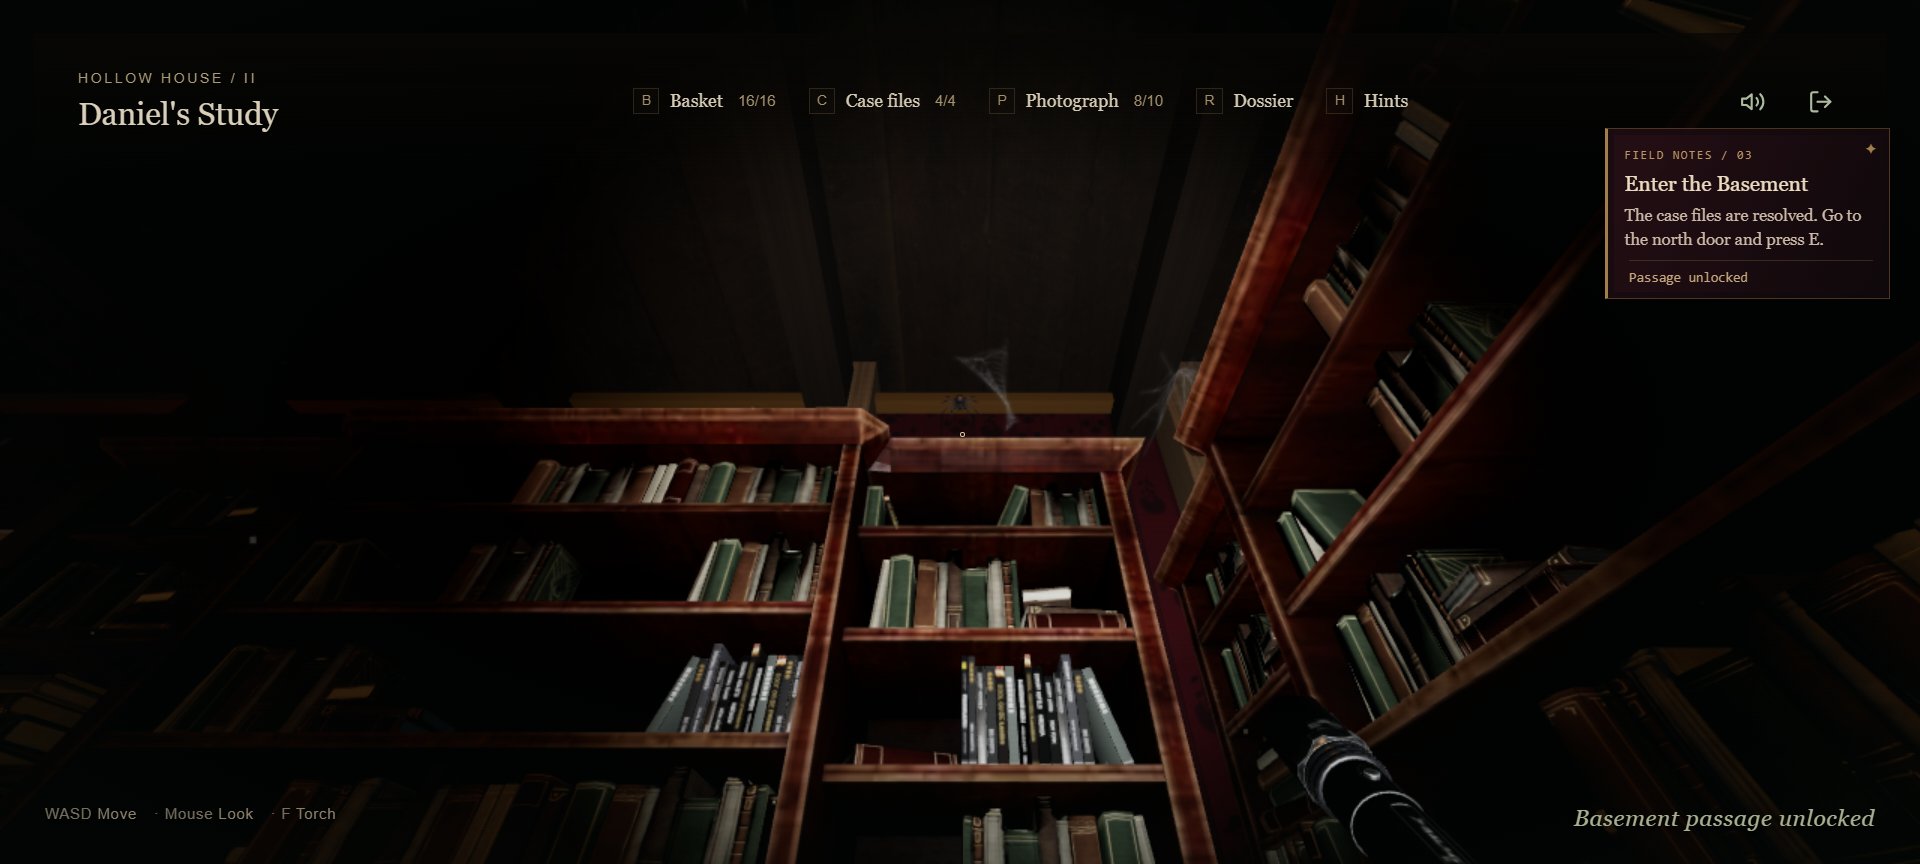 HOLLOW HOUSE / II
Daniel's Study
B Basket 16/16 C Case files 4/4 P Photograph 8/10 R Dossier H Hints
FIELD NOTES / 03
Enter the Basement
The case files are resolved. Go to
the north door and press E.
Passage unlocked
WASD Move · Mouse Look · F Torch
Basement passage unlocked